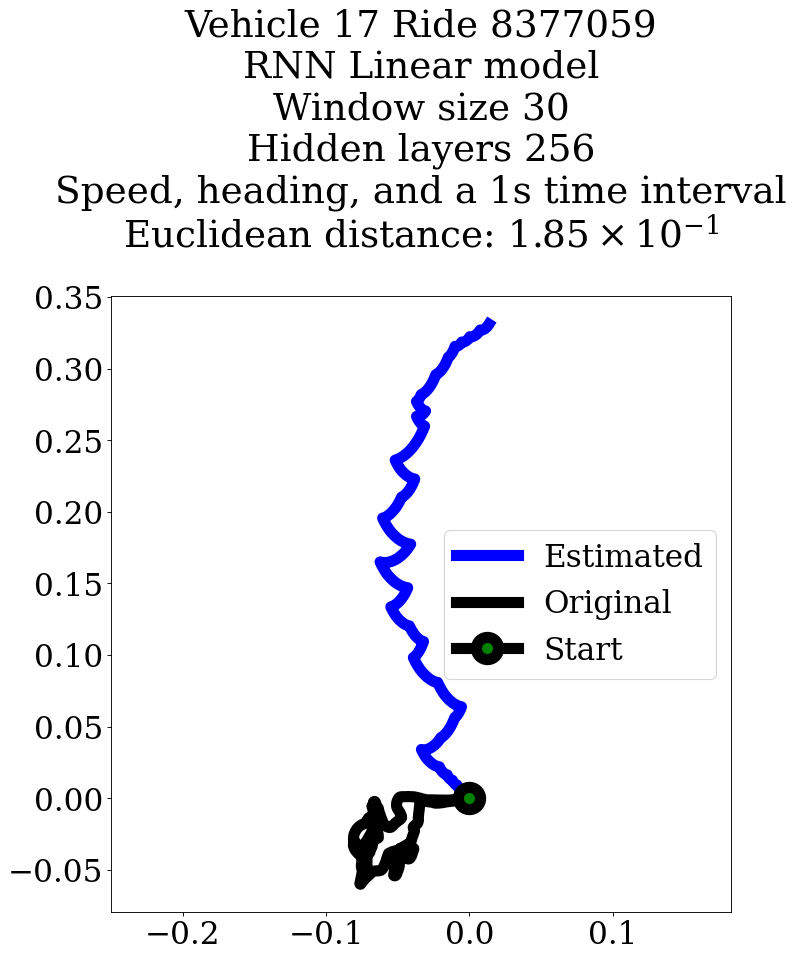 Vehicle 17 Ride 8377059
RNN Linear model
Window size 30
Hidden layers 256
Speed, heading, and a 1s time interval
Euclidean distance: 1.85 × 10⁻¹
0.35
0.30
0.25
0.20
0.15
0.10
0.05
0.00
−0.05
Estimated
Original
Start
−0.2
−0.1
0.0
0.1